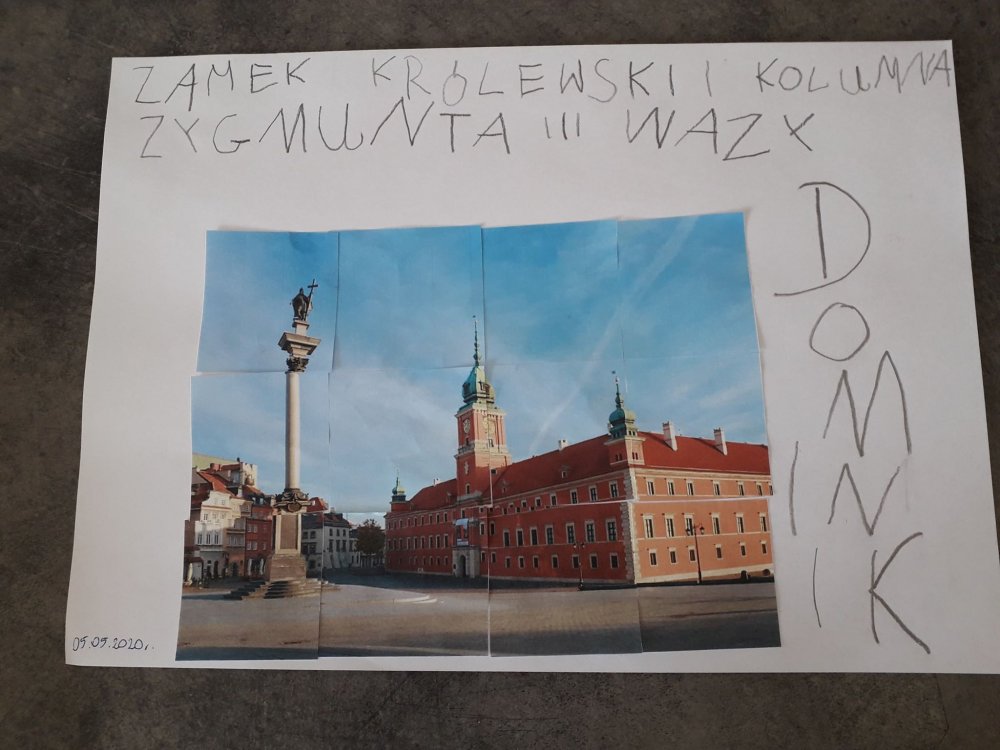 ZAMEK KRÓLEWSKI I KOLUMNA
ZYGMUNTA III WAZY
DOMINIK
05.05.2020r.